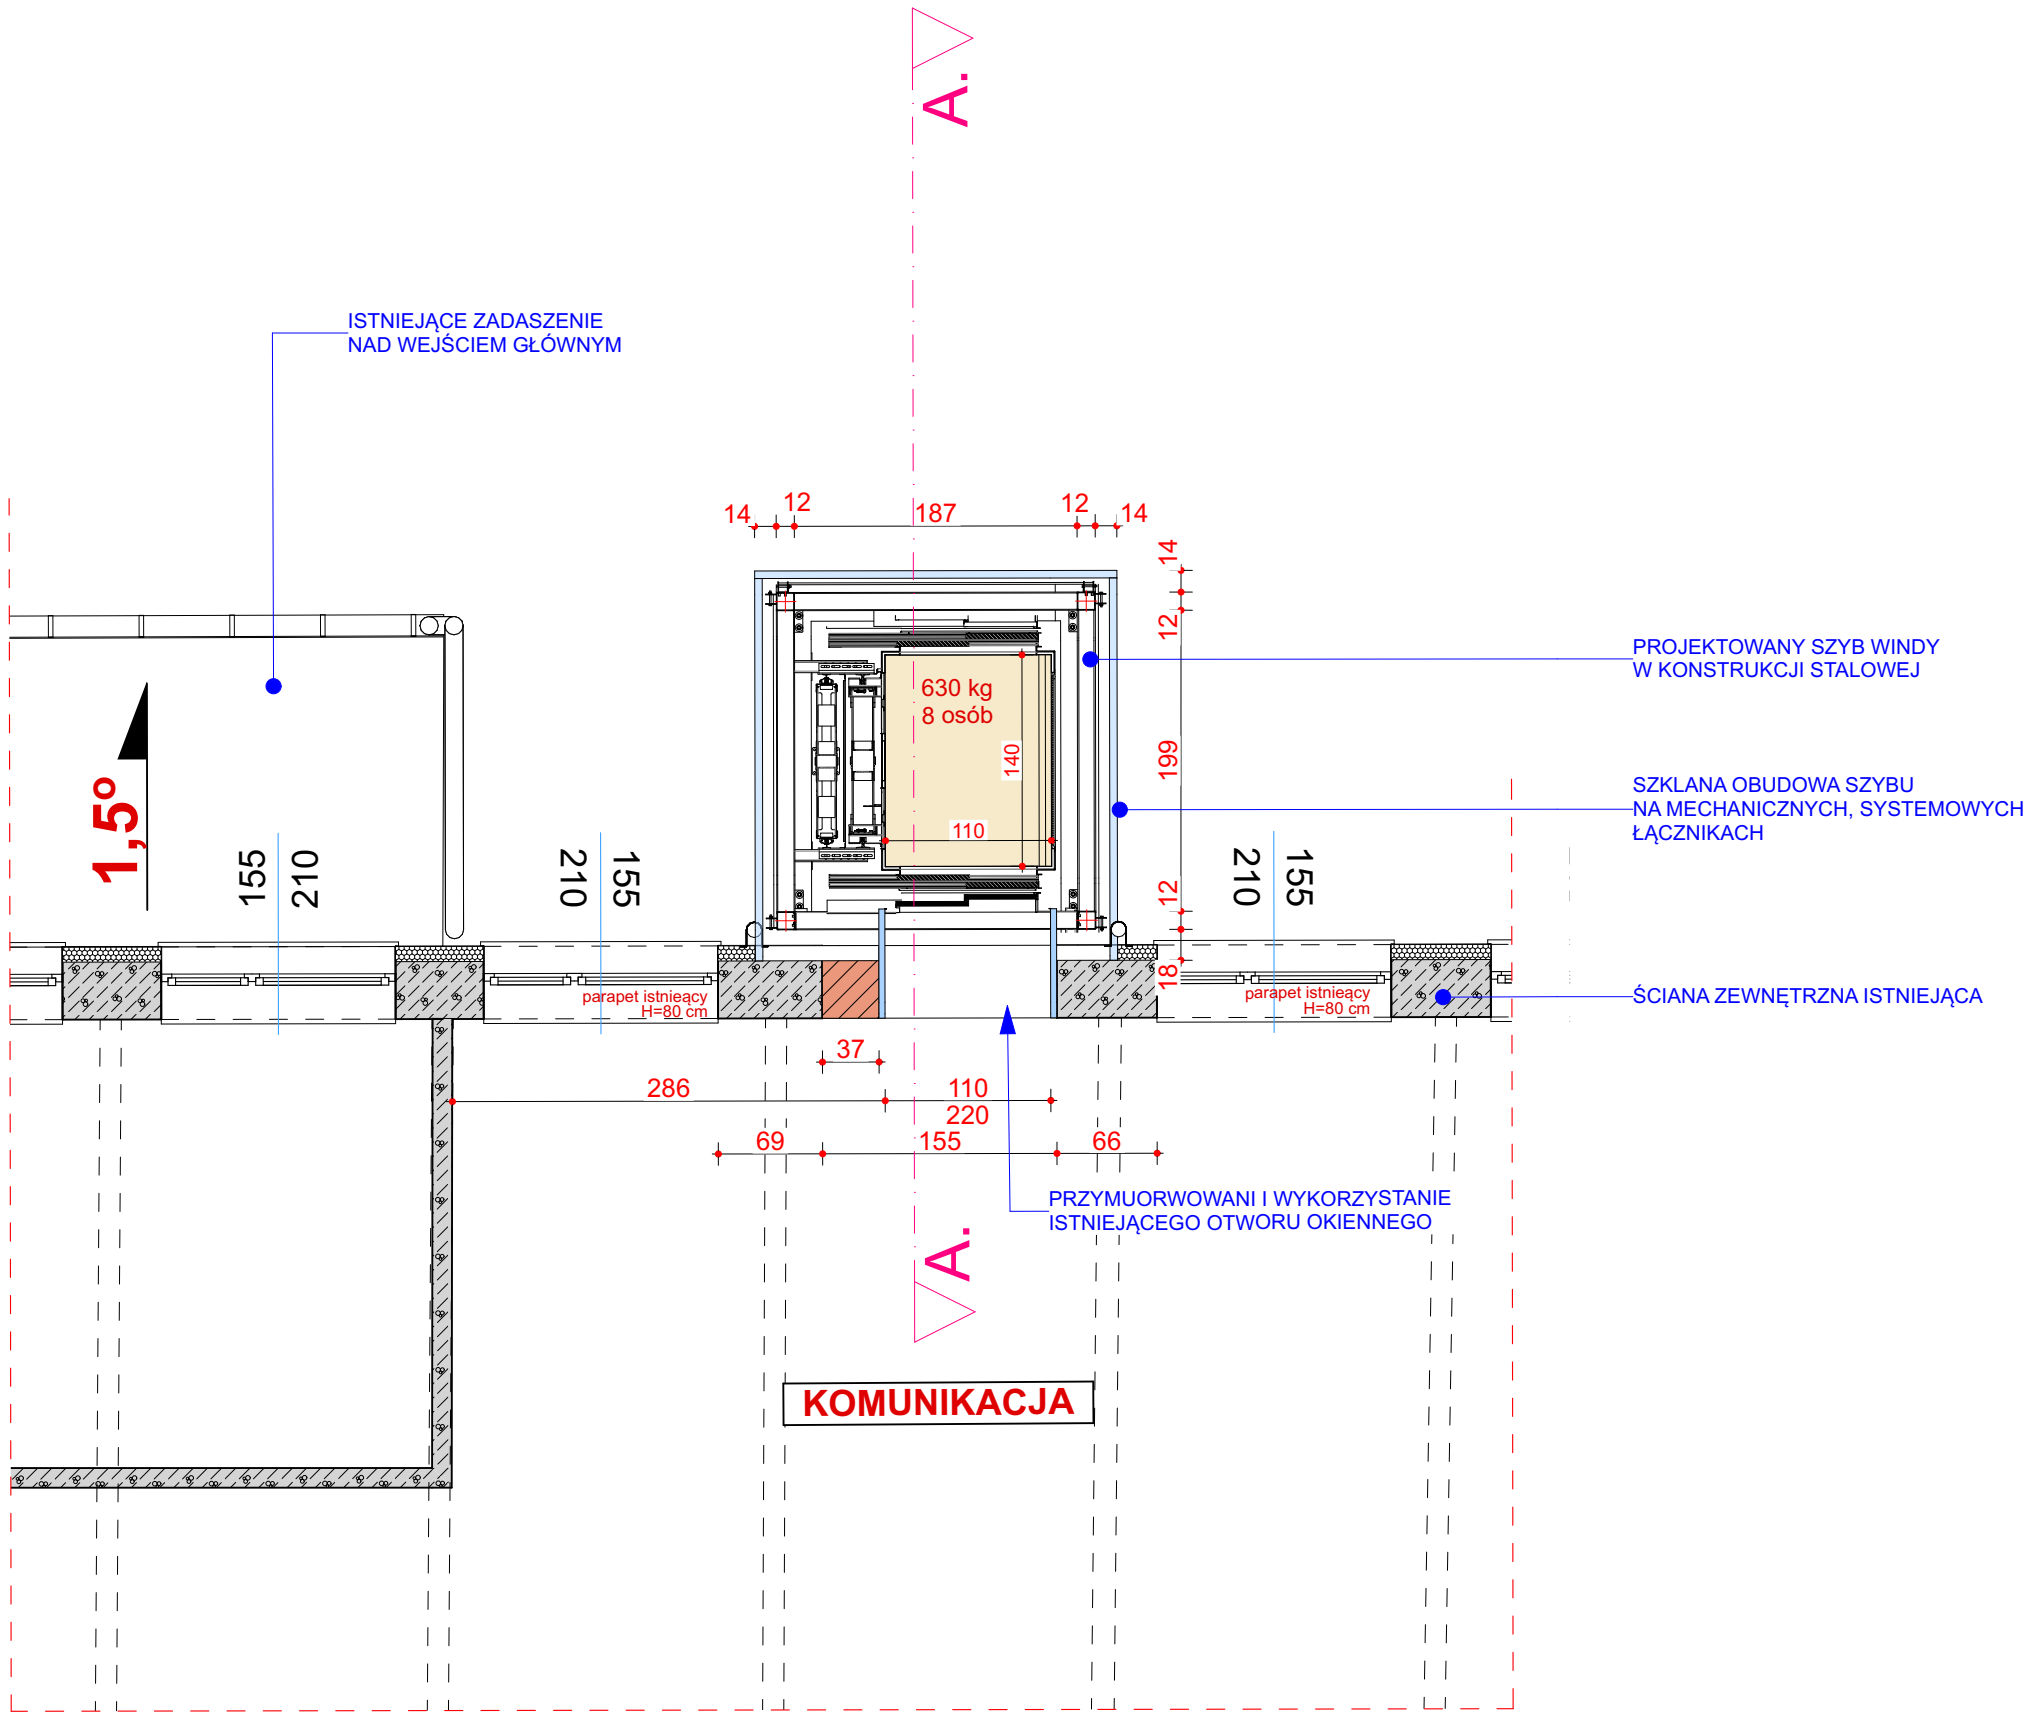 A.
ISTNIEJĄCE ZADASZENIE
NAD WEJŚCIEM GŁÓWNYM
14
12
187
12
14
14
12
199
12
18
630 kg
8 osób
140
110
PROJEKTOWANY SZYB WINDY
W KONSTRUKCJI STALOWEJ
SZKLANA OBUDOWA SZYBU
NA MECHANICZNYCH, SYSTEMOWYCH
ŁĄCZNIKACH
ŚCIANA ZEWNĘTRZNA ISTNIEJĄCA
1,5°
155
210
155
210
155
210
parapet istnieący
H=80 cm
parapet istnieący
H=80 cm
37
286
110
220
69
155
66
PRZYMUORWOWANI I WYKORZYSTANIE
ISTNIEJĄCEGO OTWORU OKIENNEGO
A.
KOMUNIKACJA